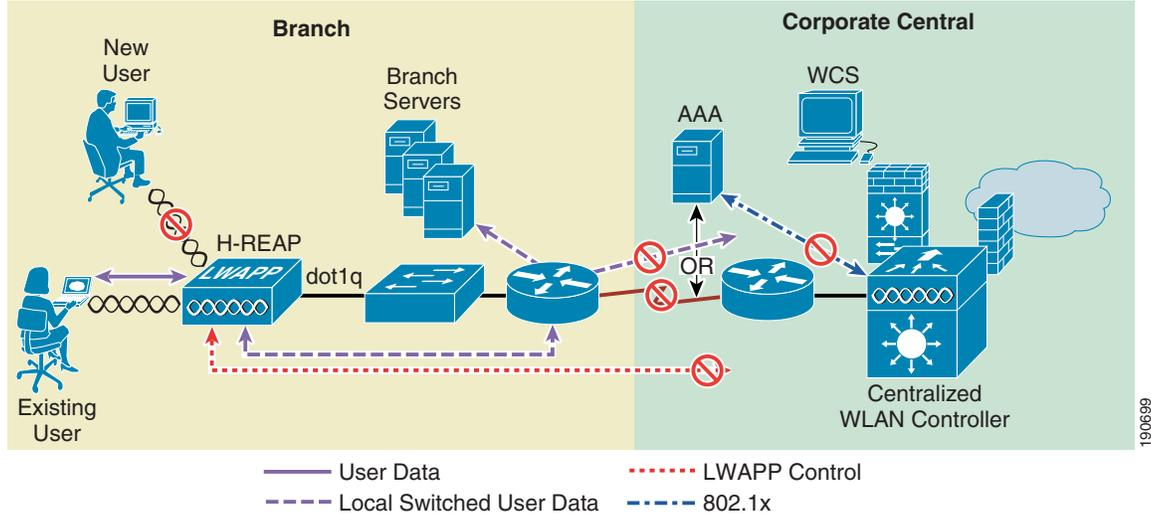 Branch
Corporate Central
New
User
Branch
Servers
WCS
AAA
H-REAP
LWAPP
dot1q
OR
Existing
User
Centralized
WLAN Controller
190699
User Data
LWAPP Control
Local Switched User Data
802.1x